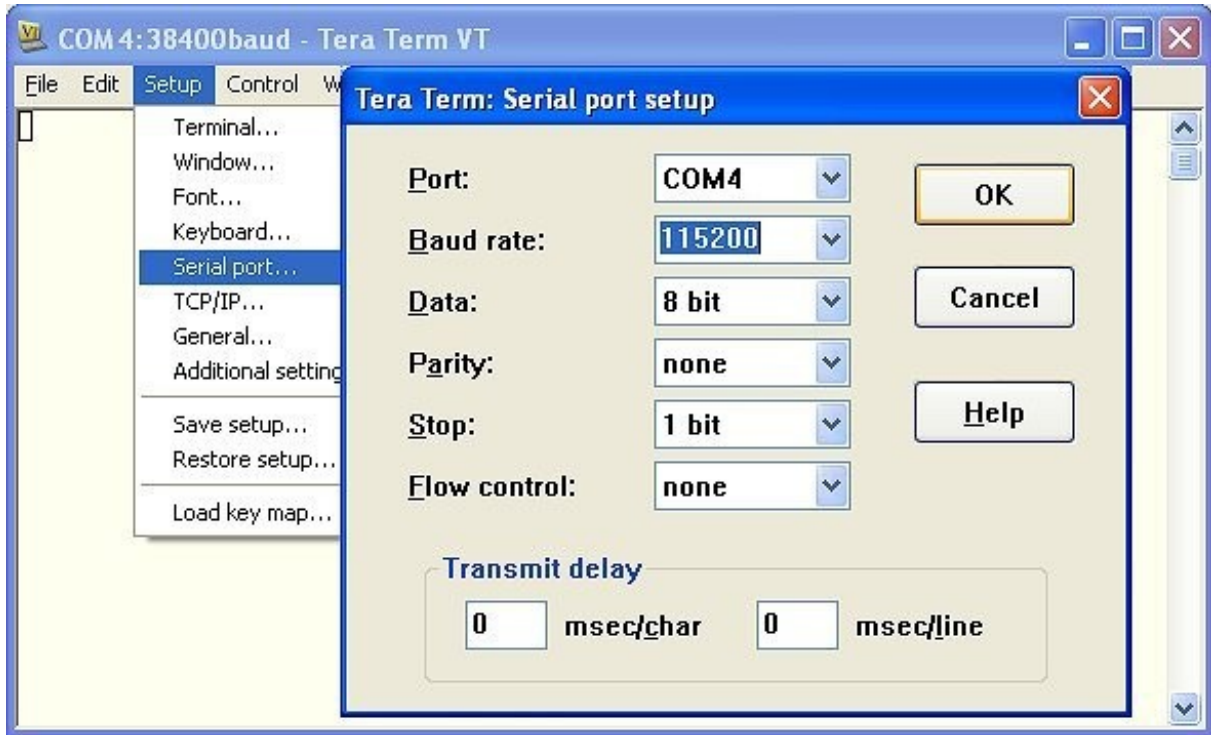 COM4:38400baud - Tera Term VT
File Edit Setup Control W
Terminal...
Window...
Font...
Keyboard...
Serial port...
TCP/IP...
General...
Additional setting
Save setup...
Restore setup...
Load key map...
Tera Term: Serial port setup
Port: COM4
Baud rate: 115200
Data: 8 bit
Parity: none
Stop: 1 bit
Flow control: none
OK
Cancel
Help
Transmit delay
0 msec/char 0 msec/line